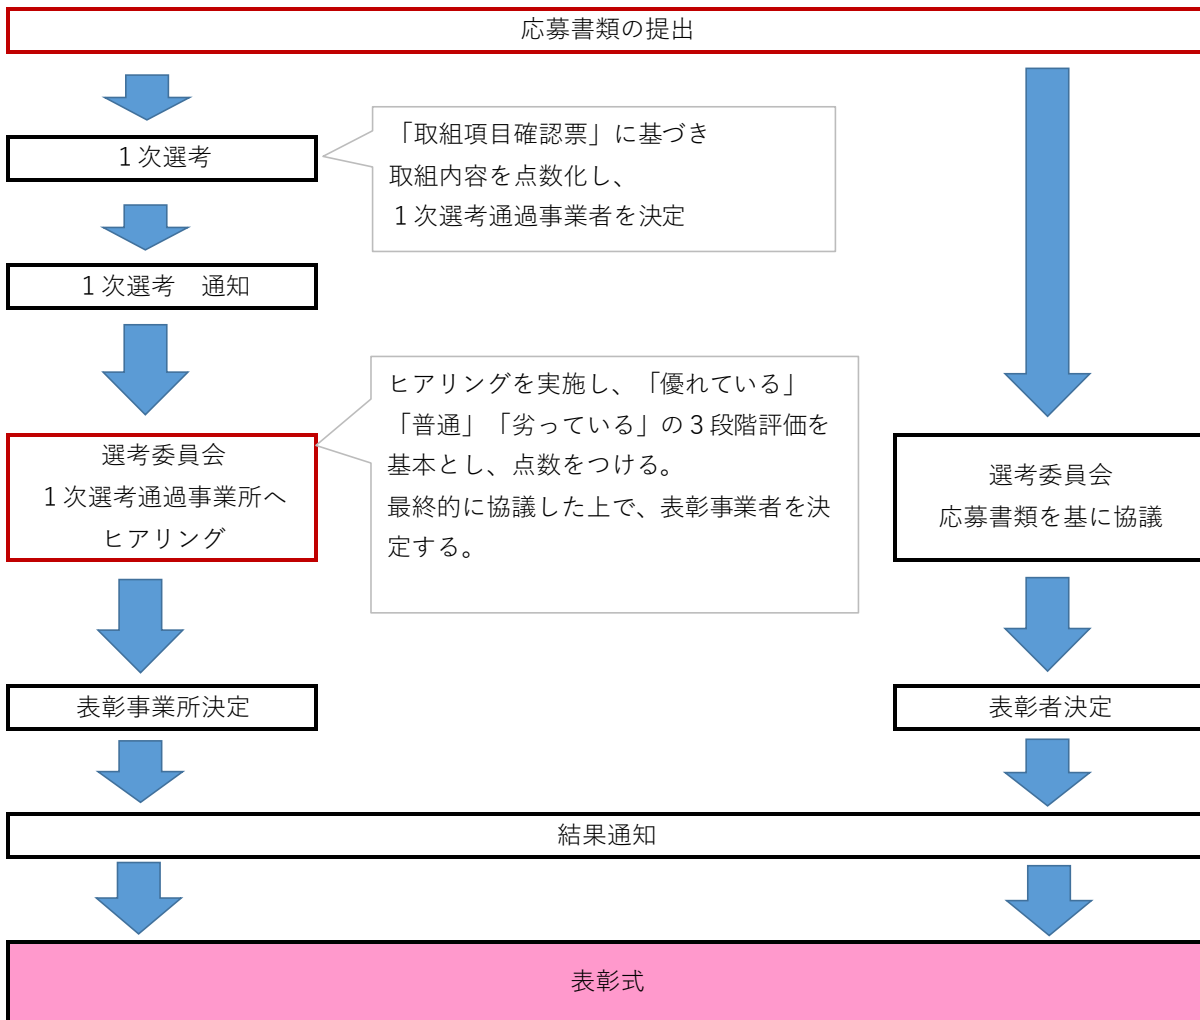 応募書類の提出
１次選考
「取組項目確認票」に基づき
取組内容を点数化し、
１次選考通過事業者を決定
１次選考　通知
ヒアリングを実施し、「優れている」
「普通」「劣っている」の３段階評価を
基本とし、点数をつける。
最終的に協議した上で、表彰事業者を決
定する。
選考委員会
１次選考通過事業所へ
ヒアリング
選考委員会
応募書類を基に協議
表彰事業所決定
表彰者決定
結果通知
表彰式